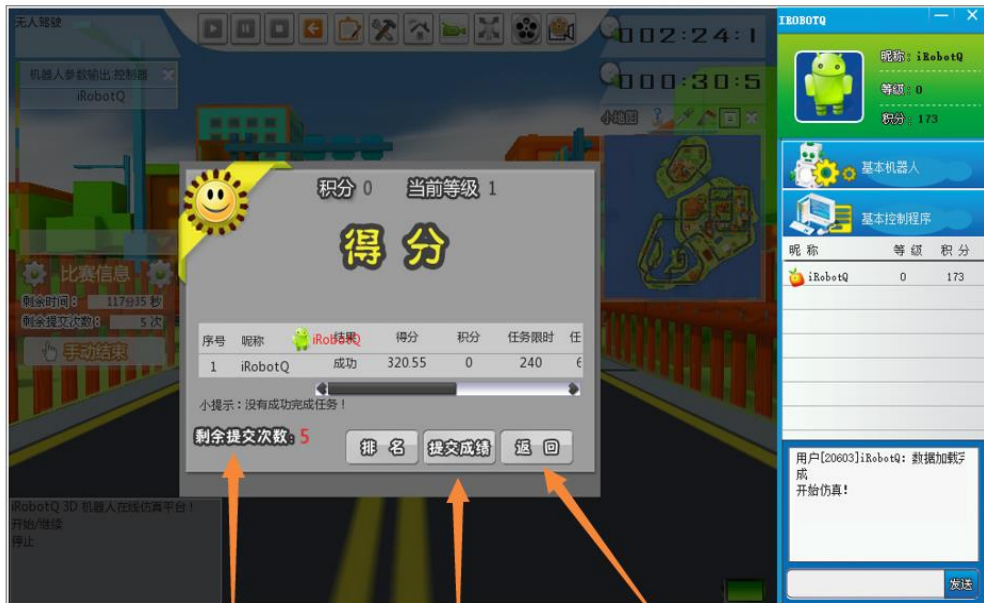 无人驾驶
002:24:1
000:30:5
机器人参数输出 控制器
iRobotQ
小地图
比赛信息
剩余时间： 117分35秒
剩余提交次数： 5次
手动结束
积分 0 当前等级 1
得分
序号 昵称 iRobotQ 结果 得分 积分 任务限时 任
1 iRobotQ 成功 320.55 0 240 6
小提示：没有成功完成任务！
剩余提交次数：5
排 名 提交成绩 返 回
iRobotQ 3D 机器人在线仿真平台！
开始/继续
停止
IROBOTQ
昵称：iRobotQ
等级：0
积分：173
基本机器人
基本控制程序
昵 称 等 级 积 分
iRobotQ 0 173
用户[20603]iRobotQ：数据加载完
成
开始仿真！
发送